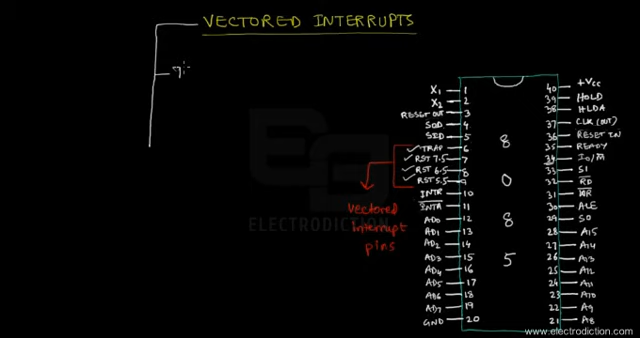 VECTORED INTERRUPTS
X1 1
X2 2
RESET OUT 3
SOD 4
SID 5
TRAP 6
RST 7.5 7
RST 6.5 8
RST 5.5 9
INTR 10
INTA 11
AD0 12
AD1 13
AD2 14
AD3 15
AD4 16
AD5 17
AD6 18
AD7 19
GND 20
8
0
8
5
40 +Vcc
39 HOLD
38 HLDA
37 CLK (OUT)
36 RESET IN
35 READY
34 IO/M
33 S1
32 RD
31 WR
30 ALE
29 S0
28 A15
27 A14
26 A13
25 A12
24 A11
23 A10
22 A9
21 A8
Vectored
interrupt
pins
ELECTRODICTION
www.electrodiction.com